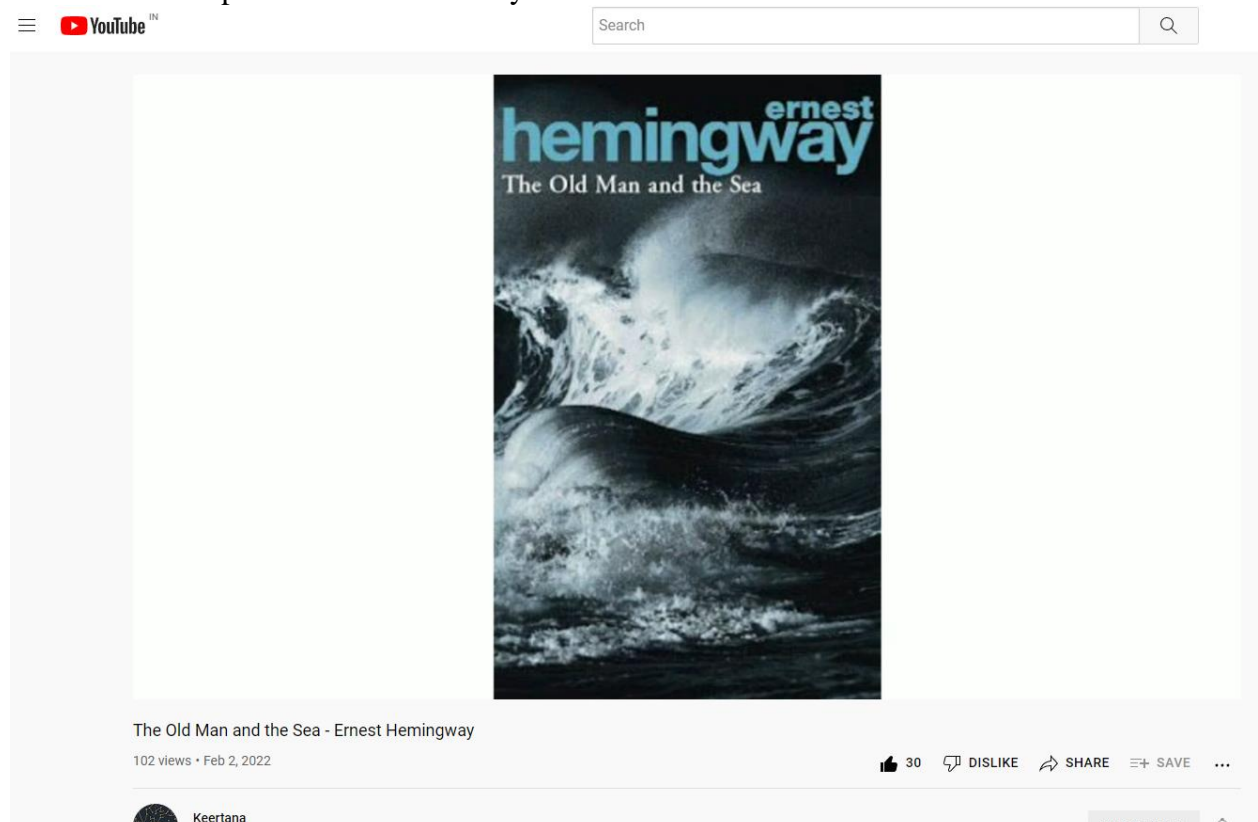 YouTube IN
Search
ernest
hemingway
The Old Man and the Sea
The Old Man and the Sea - Ernest Hemingway
102 views • Feb 2, 2022
30 DISLIKE SHARE SAVE ...
Keertana